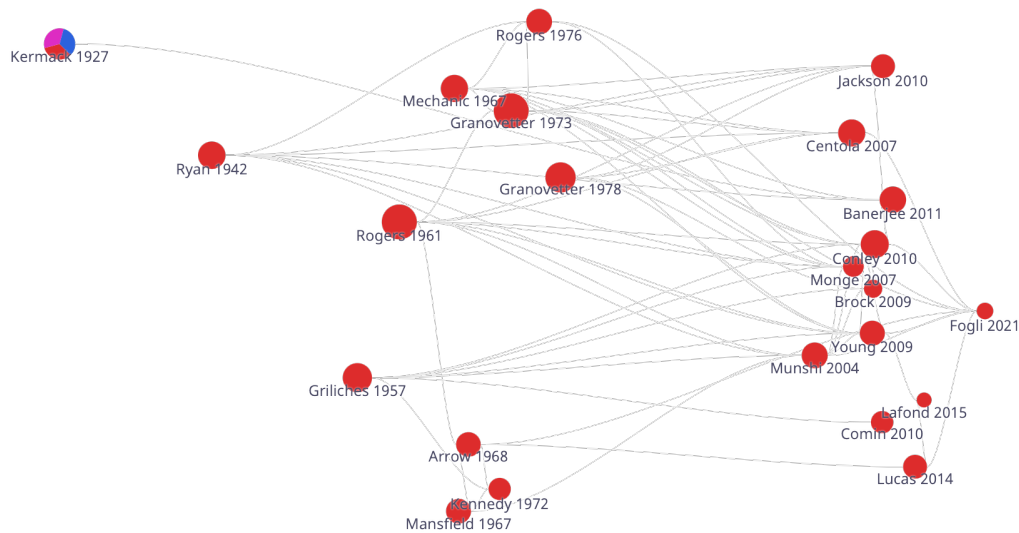 Rogers 1976
Kermack 1927
Jackson 2010
Mechanic 1967
Granovetter 1973
Centola 2007
Ryan 1942
Granovetter 1978
Banerjee 2011
Rogers 1961
Conley 2010
Monge 2007
Brock 2009
Fogli 2021
Young 2009
Munshi 2004
Griliches 1957
Lafond 2015
Comin 2010
Arrow 1968
Lucas 2014
Kennedy 1972
Mansfield 1967